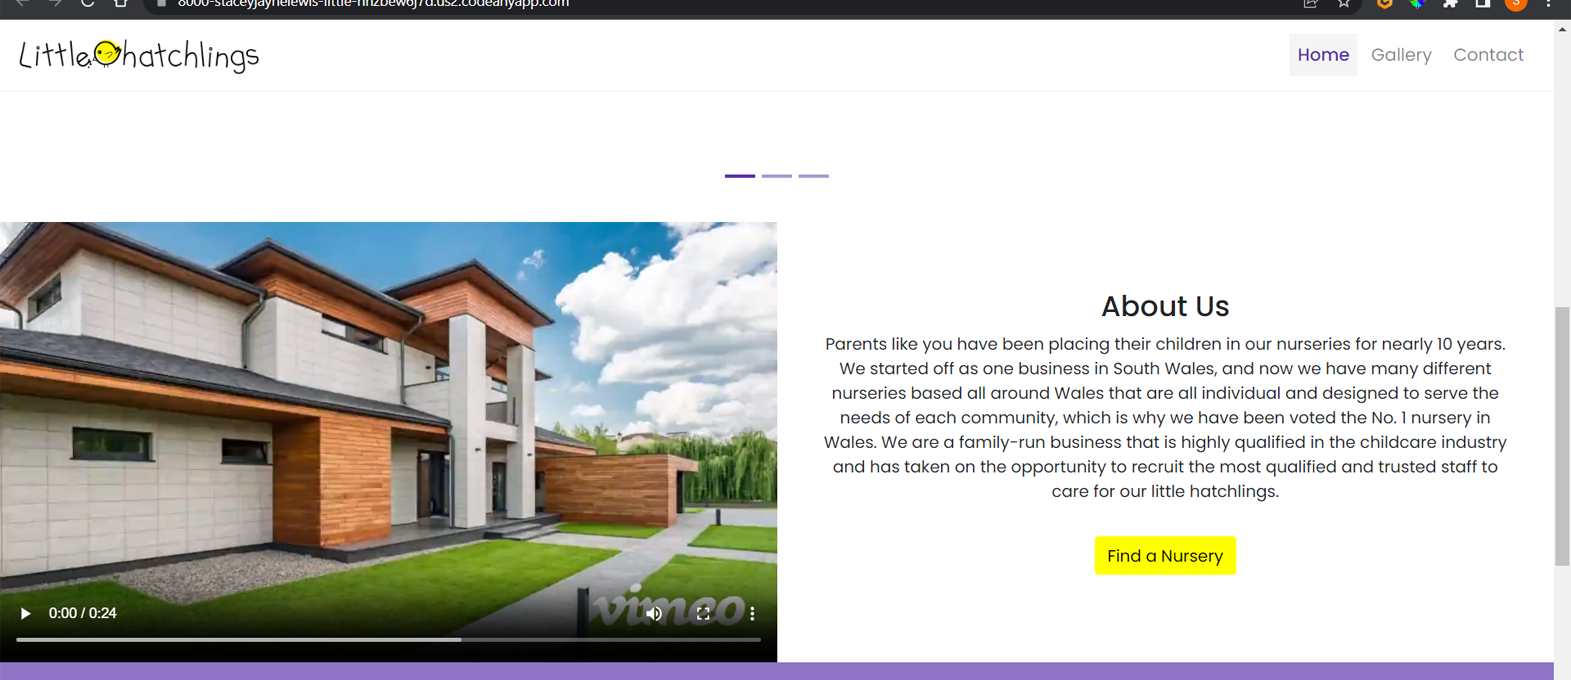 8000-staceyjaynelewis-little-hhzbew6j7d.us2.codeanyapp.com
S
Little hatchlings
Home Gallery Contact
About Us
Parents like you have been placing their children in our nurseries for nearly 10 years.
We started off as one business in South Wales, and now we have many different
nurseries based all around Wales that are all individual and designed to serve the
needs of each community, which is why we have been voted the No. 1 nursery in
Wales. We are a family-run business that is highly qualified in the childcare industry
and has taken on the opportunity to recruit the most qualified and trusted staff to
care for our little hatchlings.
Find a Nursery
vimeo
0:00 / 0:24